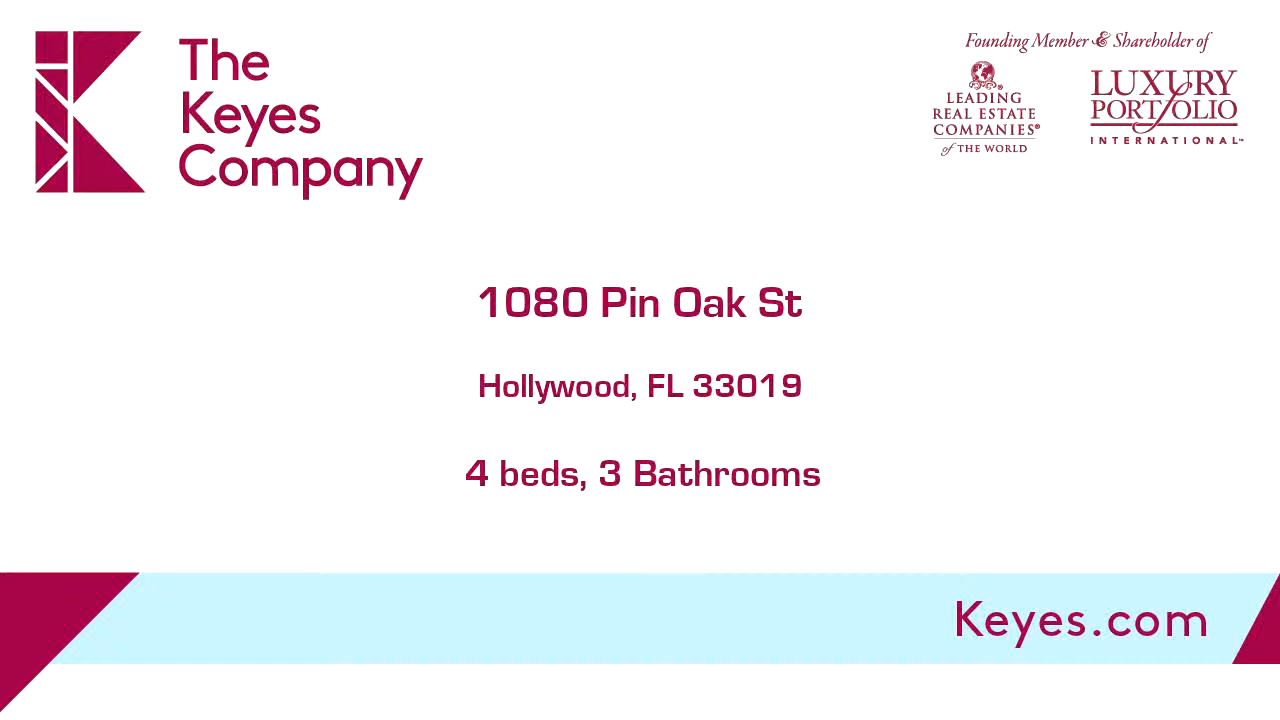 The
Keyes
Company
Founding Member & Shareholder of
LEADING
REAL ESTATE
COMPANIES®
of THE WORLD
LUXURY
PORTFOLIO
INTERNATIONAL™
1080 Pin Oak St
Hollywood, FL 33019
4 beds, 3 Bathrooms
Keyes.com